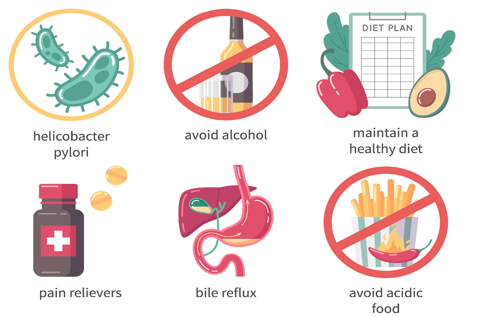 DIET PLAN
helicobacter
pylori
avoid alcohol
maintain a
healthy diet
pain relievers
bile reflux
avoid acidic
food